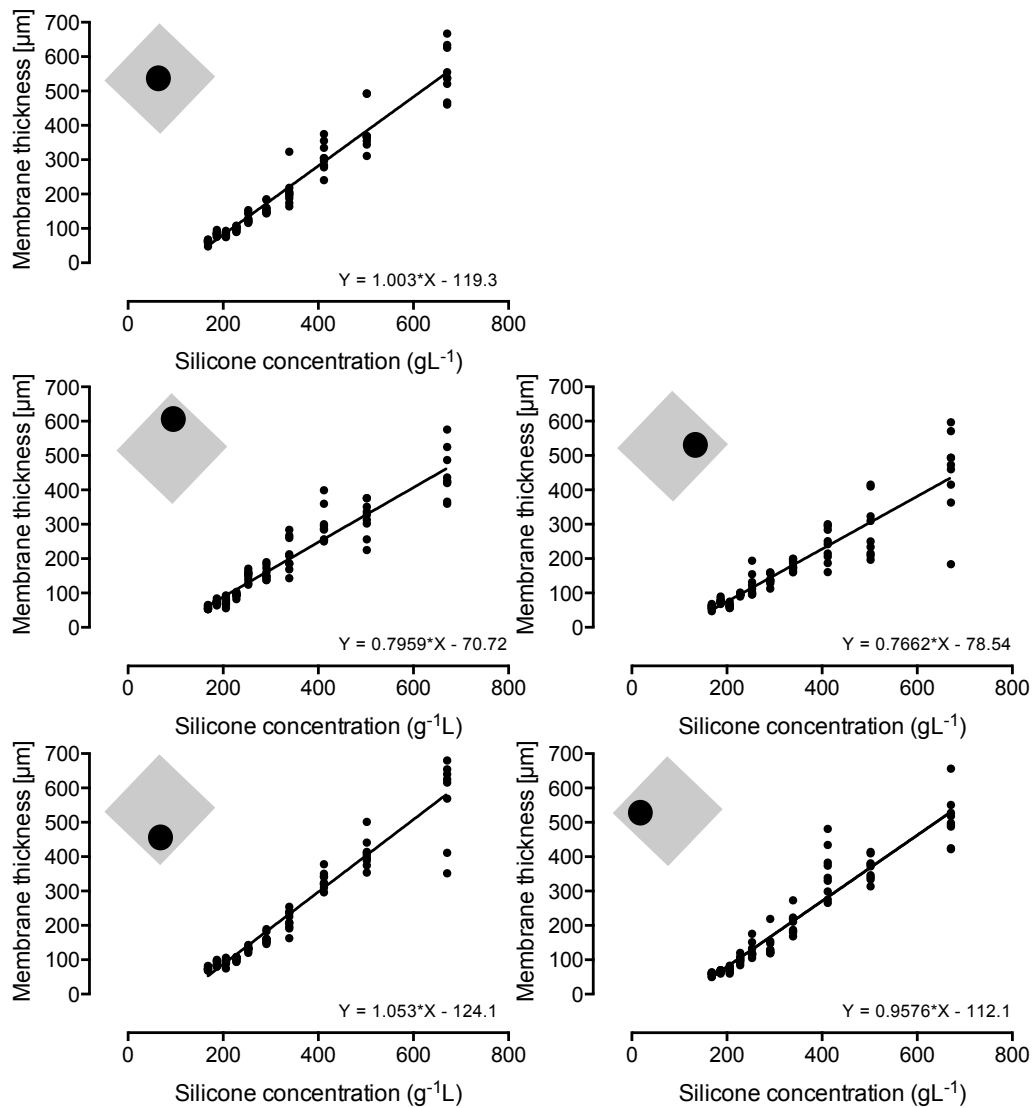 Membrane thickness [µm]
700
600
500
400
300
200
100
0
Y = 1.003*X - 119.3
0 200 400 600 800
Silicone concentration (gL-1)
Membrane thickness [µm]
700
600
500
400
300
200
100
0
Y = 0.7959*X - 70.72
0 200 400 600 800
Silicone concentration (g-1L)
Membrane thickness [µm]
700
600
500
400
300
200
100
0
Y = 0.7662*X - 78.54
0 200 400 600 800
Silicone concentration (gL-1)
Membrane thickness [µm]
700
600
500
400
300
200
100
0
Y = 1.053*X - 124.1
0 200 400 600 800
Silicone concentration (g-1L)
Membrane thickness [µm]
700
600
500
400
300
200
100
0
Y = 0.9576*X - 112.1
0 200 400 600 800
Silicone concentration (gL-1)